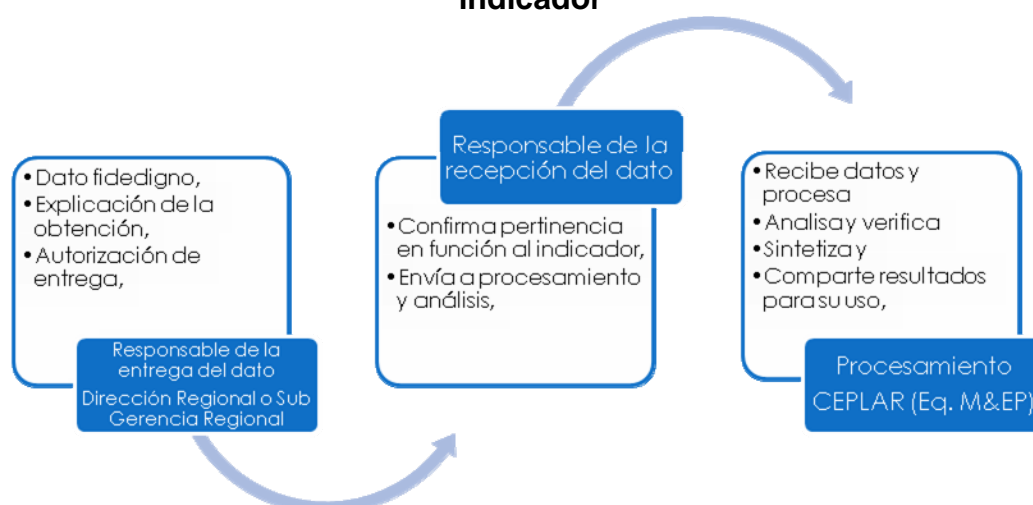 Indicador
• Dato fidedigno,
• Explicación de la
obtención,
• Autorización de
entrega,
Responsable de la
entrega del dato
Dirección Regional o Sub
Gerencia Regional
Responsable de la
recepción del dato
• Confirma pertinencia
en función al indicador,
• Envía a procesamiento
y análisis,
• Recibe datos y
procesa
• Analisa y verifica
• Sintetiza y
• Comparte resultados
para su uso,
Procesamiento
CEPLAR (Eq. M&EP)